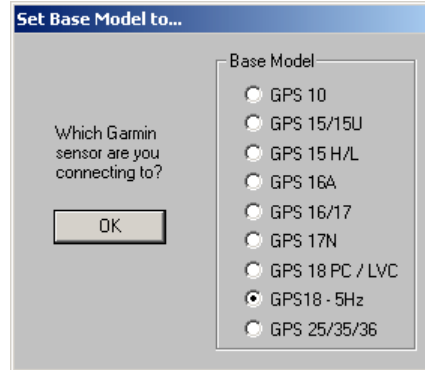 Set Base Model to...
Base Model
Which Garmin
sensor are you
connecting to?
OK
GPS 10
GPS 15/15U
GPS 15 H/L
GPS 16A
GPS 16/17
GPS 17N
GPS 18 PC / LVC
GPS18 - 5Hz
GPS 25/35/36